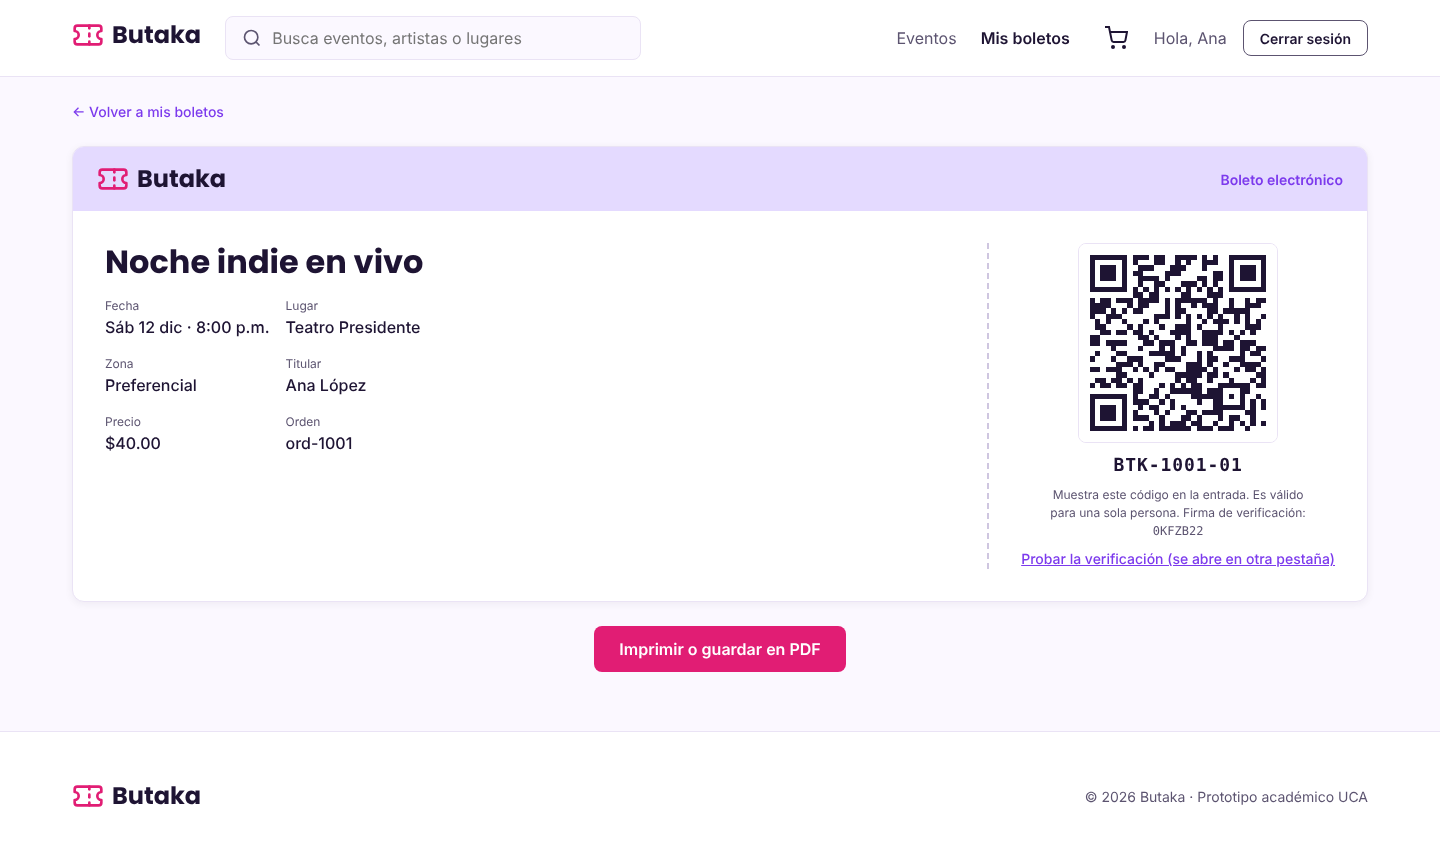 Butaka
Busca eventos, artistas o lugares
Eventos
Mis boletos
Hola, Ana
Cerrar sesión
← Volver a mis boletos
Butaka
Boleto electrónico
Noche indie en vivo
Fecha
Sáb 12 dic · 8:00 p.m.
Lugar
Teatro Presidente
Zona
Preferencial
Titular
Ana López
Precio
$40.00
Orden
ord-1001
BTK-1001-01
Muestra este código en la entrada. Es válido
para una sola persona. Firma de verificación:
0KFZB22
Probar la verificación (se abre en otra pestaña)
Imprimir o guardar en PDF
Butaka
© 2026 Butaka · Prototipo académico UCA